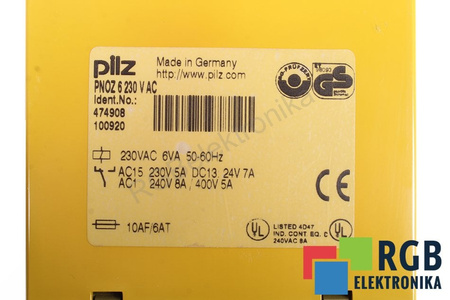 pilz
Made in Germany
http://www.pilz.com
PNOZ 6 230 V AC
Ident.No.:
474908
100920
230VAC 6VA 50-60Hz
AC15 230V 5A DC13 24V 7A
AC1 240V 8A / 400V 5A
10AF/6AT
GS
CE
UL
LISTED 4D47
IND. CONT EQ.
240VAC 8A
UL
RGB
ELEKTRONIKA